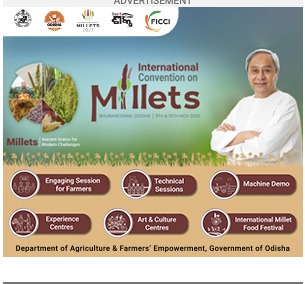 ADVERTISEMENT
MILLETS
2023
FICCI
International
Convention on
Millets
BHUBANESWAR, ODISHA | 9TH & 10TH NOV 2023
Millets
Ancient Grains for
Modern Challenges
Engaging Session
for Farmers
Technical
Sessions
Machine Demo
Experience
Centres
Art & Culture
Centres
International Millet
Food Festival
Department of Agriculture & Farmers' Empowerment, Government of Odisha